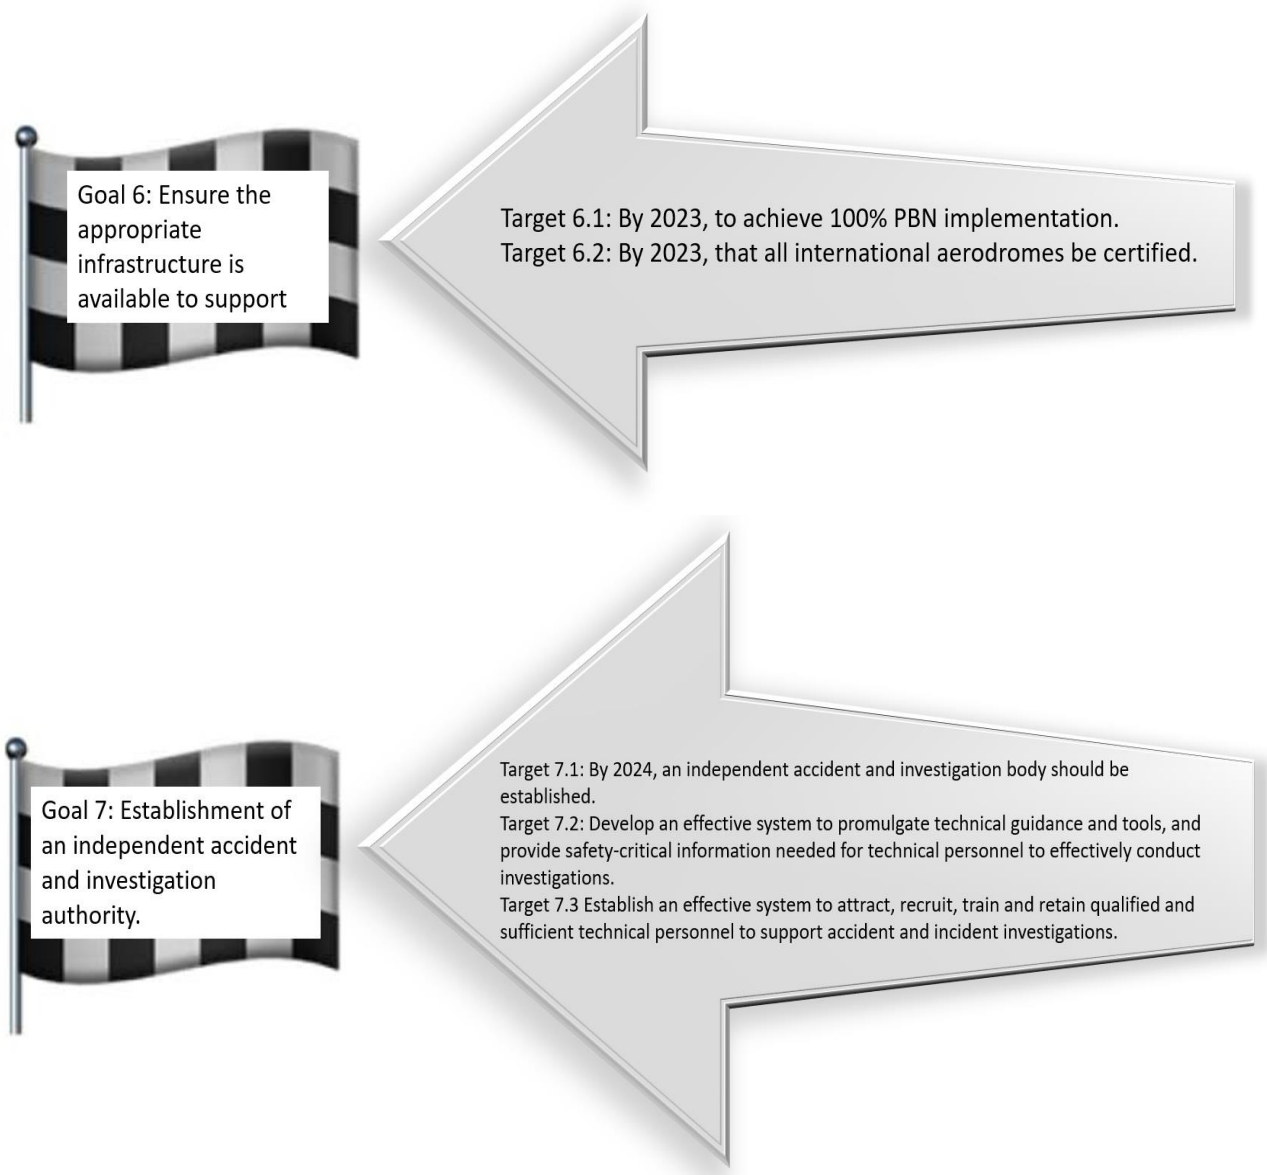 Goal 6: Ensure the
appropriate
infrastructure is
available to support
Target 6.1: By 2023, to achieve 100% PBN implementation.
Target 6.2: By 2023, that all international aerodromes be certified.
Goal 7: Establishment of
an independent accident
and investigation
authority.
Target 7.1: By 2024, an independent accident and investigation body should be
established.
Target 7.2: Develop an effective system to promulgate technical guidance and tools, and
provide safety-critical information needed for technical personnel to effectively conduct
investigations.
Target 7.3 Establish an effective system to attract, recruit, train and retain qualified and
sufficient technical personnel to support accident and incident investigations.